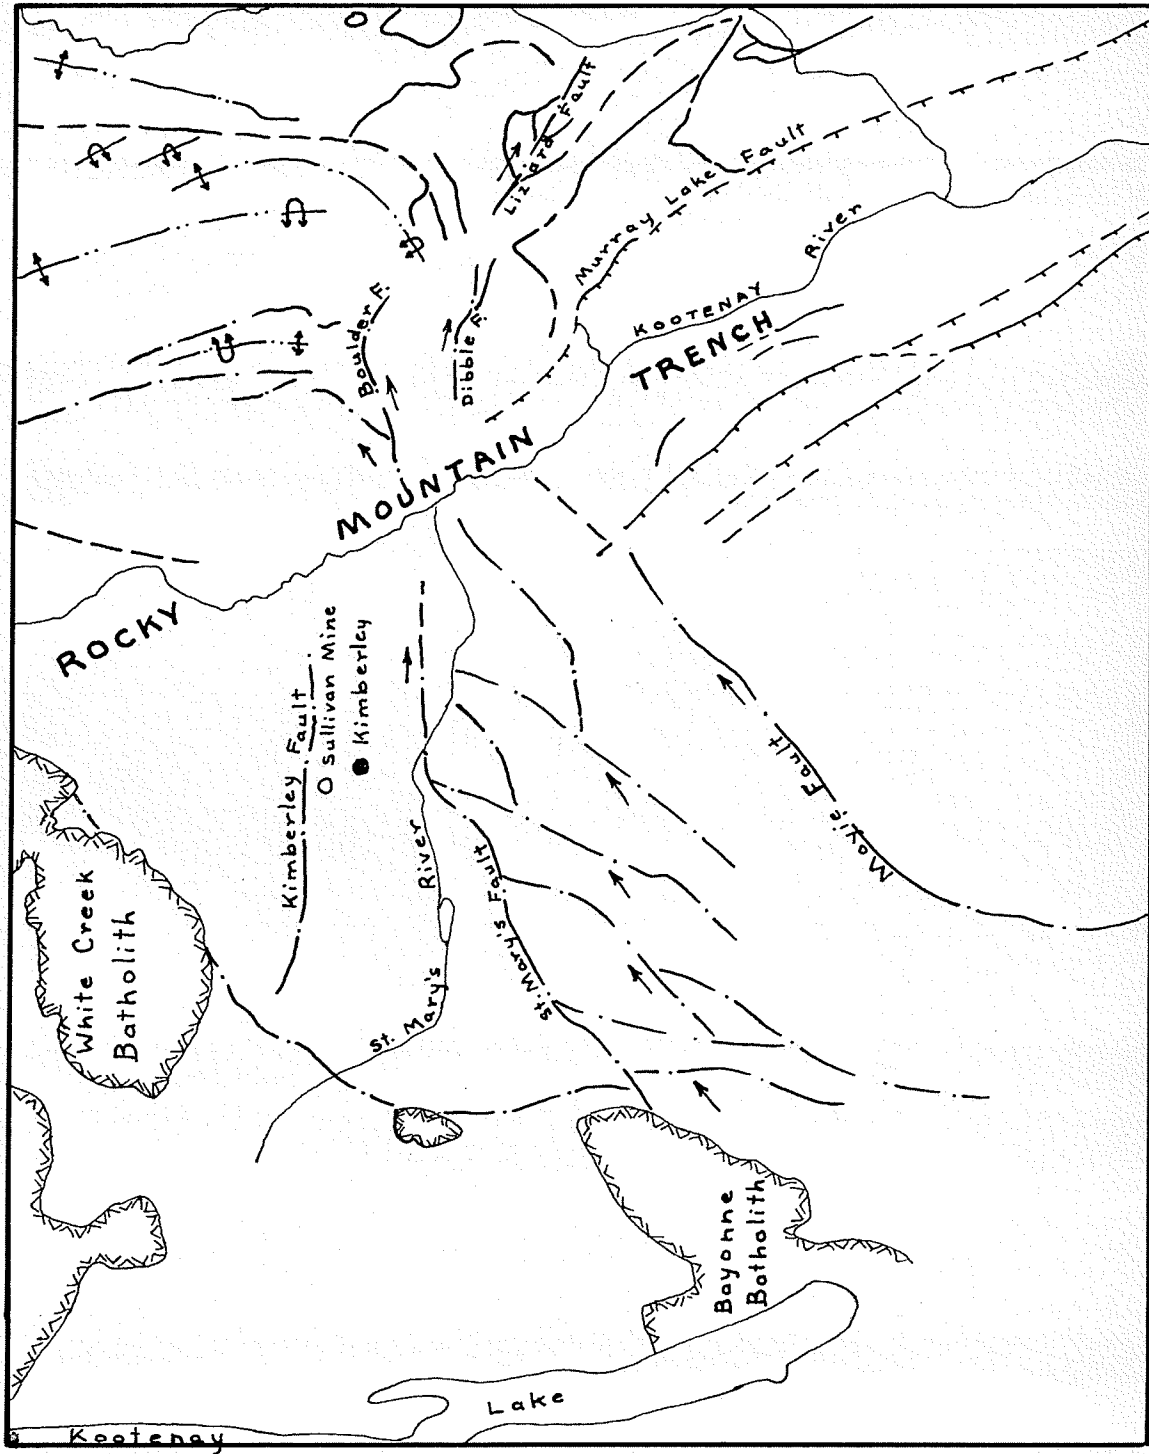 Lizard Fault
Murray Lake Fault
River
KOOTENAY
Boulder F.
Dibble F.
ROCKY MOUNTAIN TRENCH
Kimberley Fault
Sullivan Mine
Kimberley
Moyie Fault
White Creek
Batholith
St. Mary's River
St. Mary's Fault
Bayonne
Batholith
Kootenay Lake